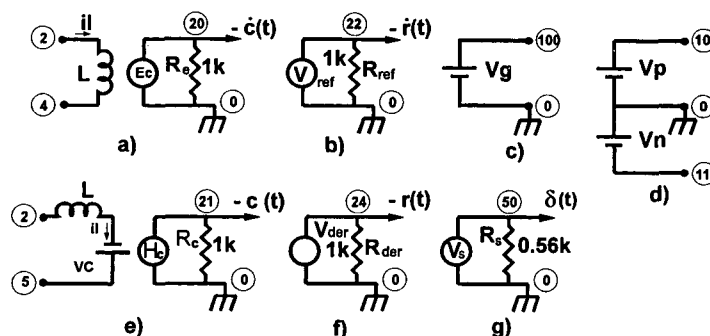 2 il L 4 Ec 20 - ċ(t) Re 1k 0
a)
22 - ṙ(t) V ref 1k Rref 0
b)
100 Vg 0
c)
10 Vp 0 Vn 11
d)
2 L il VC 5 21 - c (t) Hc Rc 1k 0
e)
24 - r(t) Vder 1k Rder 0
f)
50 δ(t) Vs Rs 0.56k 0
g)